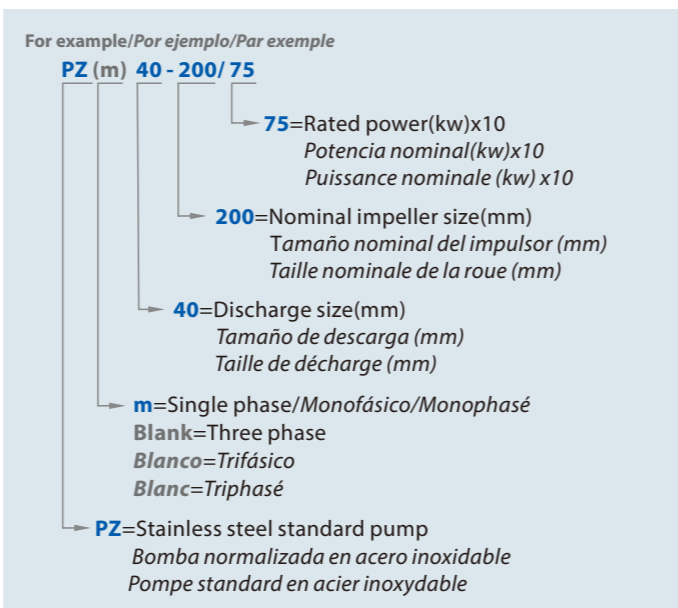 For example/Por ejemplo/Par exemple
PZ (m) 40 - 200/ 75
75=Rated power(kw)x10
Potencia nominal(kw)x10
Puissance nominale (kw) x10
200=Nominal impeller size(mm)
Tamaño nominal del impulsor (mm)
Taille nominale de la roue (mm)
40=Discharge size(mm)
Tamaño de descarga (mm)
Taille de décharge (mm)
m=Single phase/Monofásico/Monophasé
Blank=Three phase
Blanco=Trifásico
Blanc=Triphasé
PZ=Stainless steel standard pump
Bomba normalizada en acero inoxidable
Pompe standard en acier inoxydable